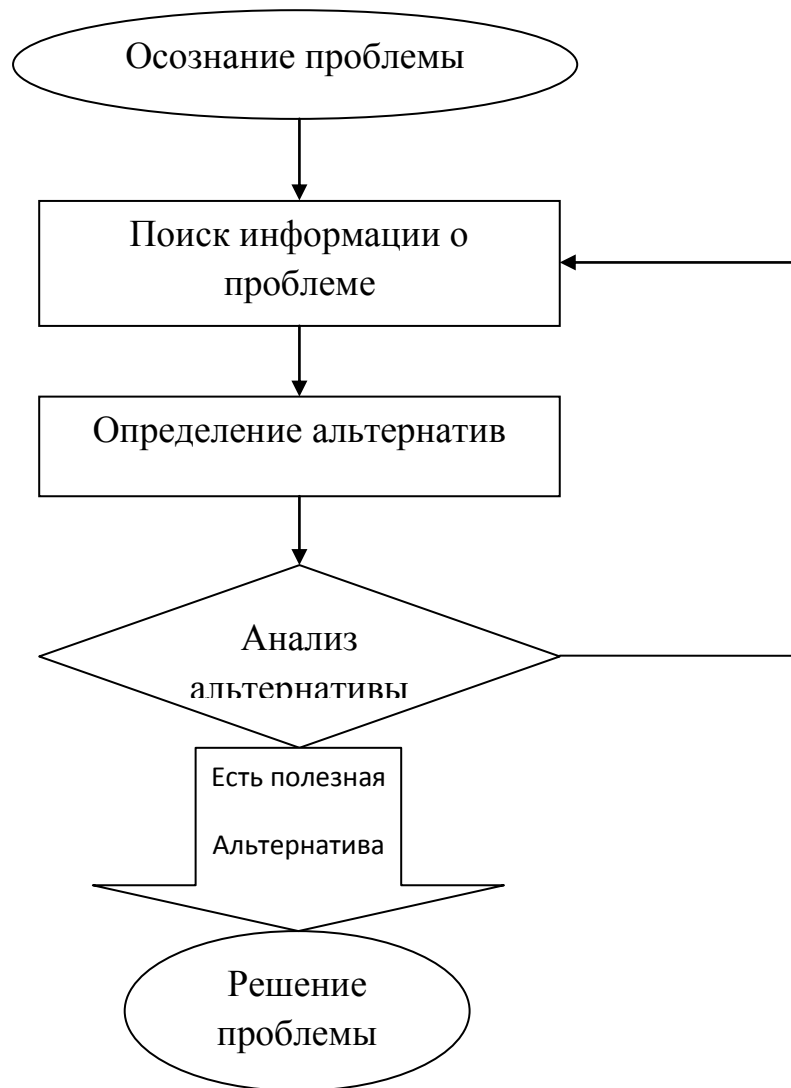 Осознание проблемы
Поиск информации о
проблеме
Определение альтернатив
Анализ
альтернативы
Есть полезная
Альтернатива
Решение
проблемы